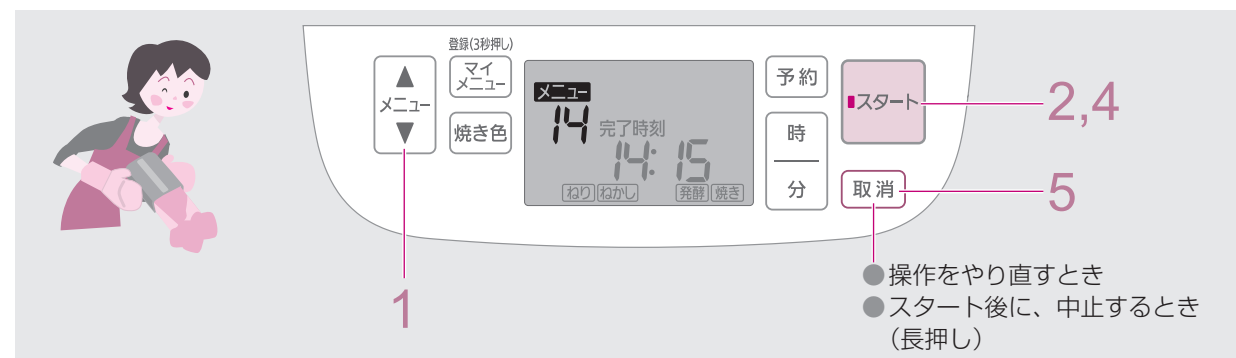 登録(3秒押し)
▲
メニュー
▼
マイ
メニュー
焼き色
メニュー
14
完了時刻
14:15
ねり ねかし 発酵 焼き
予約
時
分
スタート
取消
1
2,4
5
●操作をやり直すとき
●スタート後に、中止するとき
(長押し)